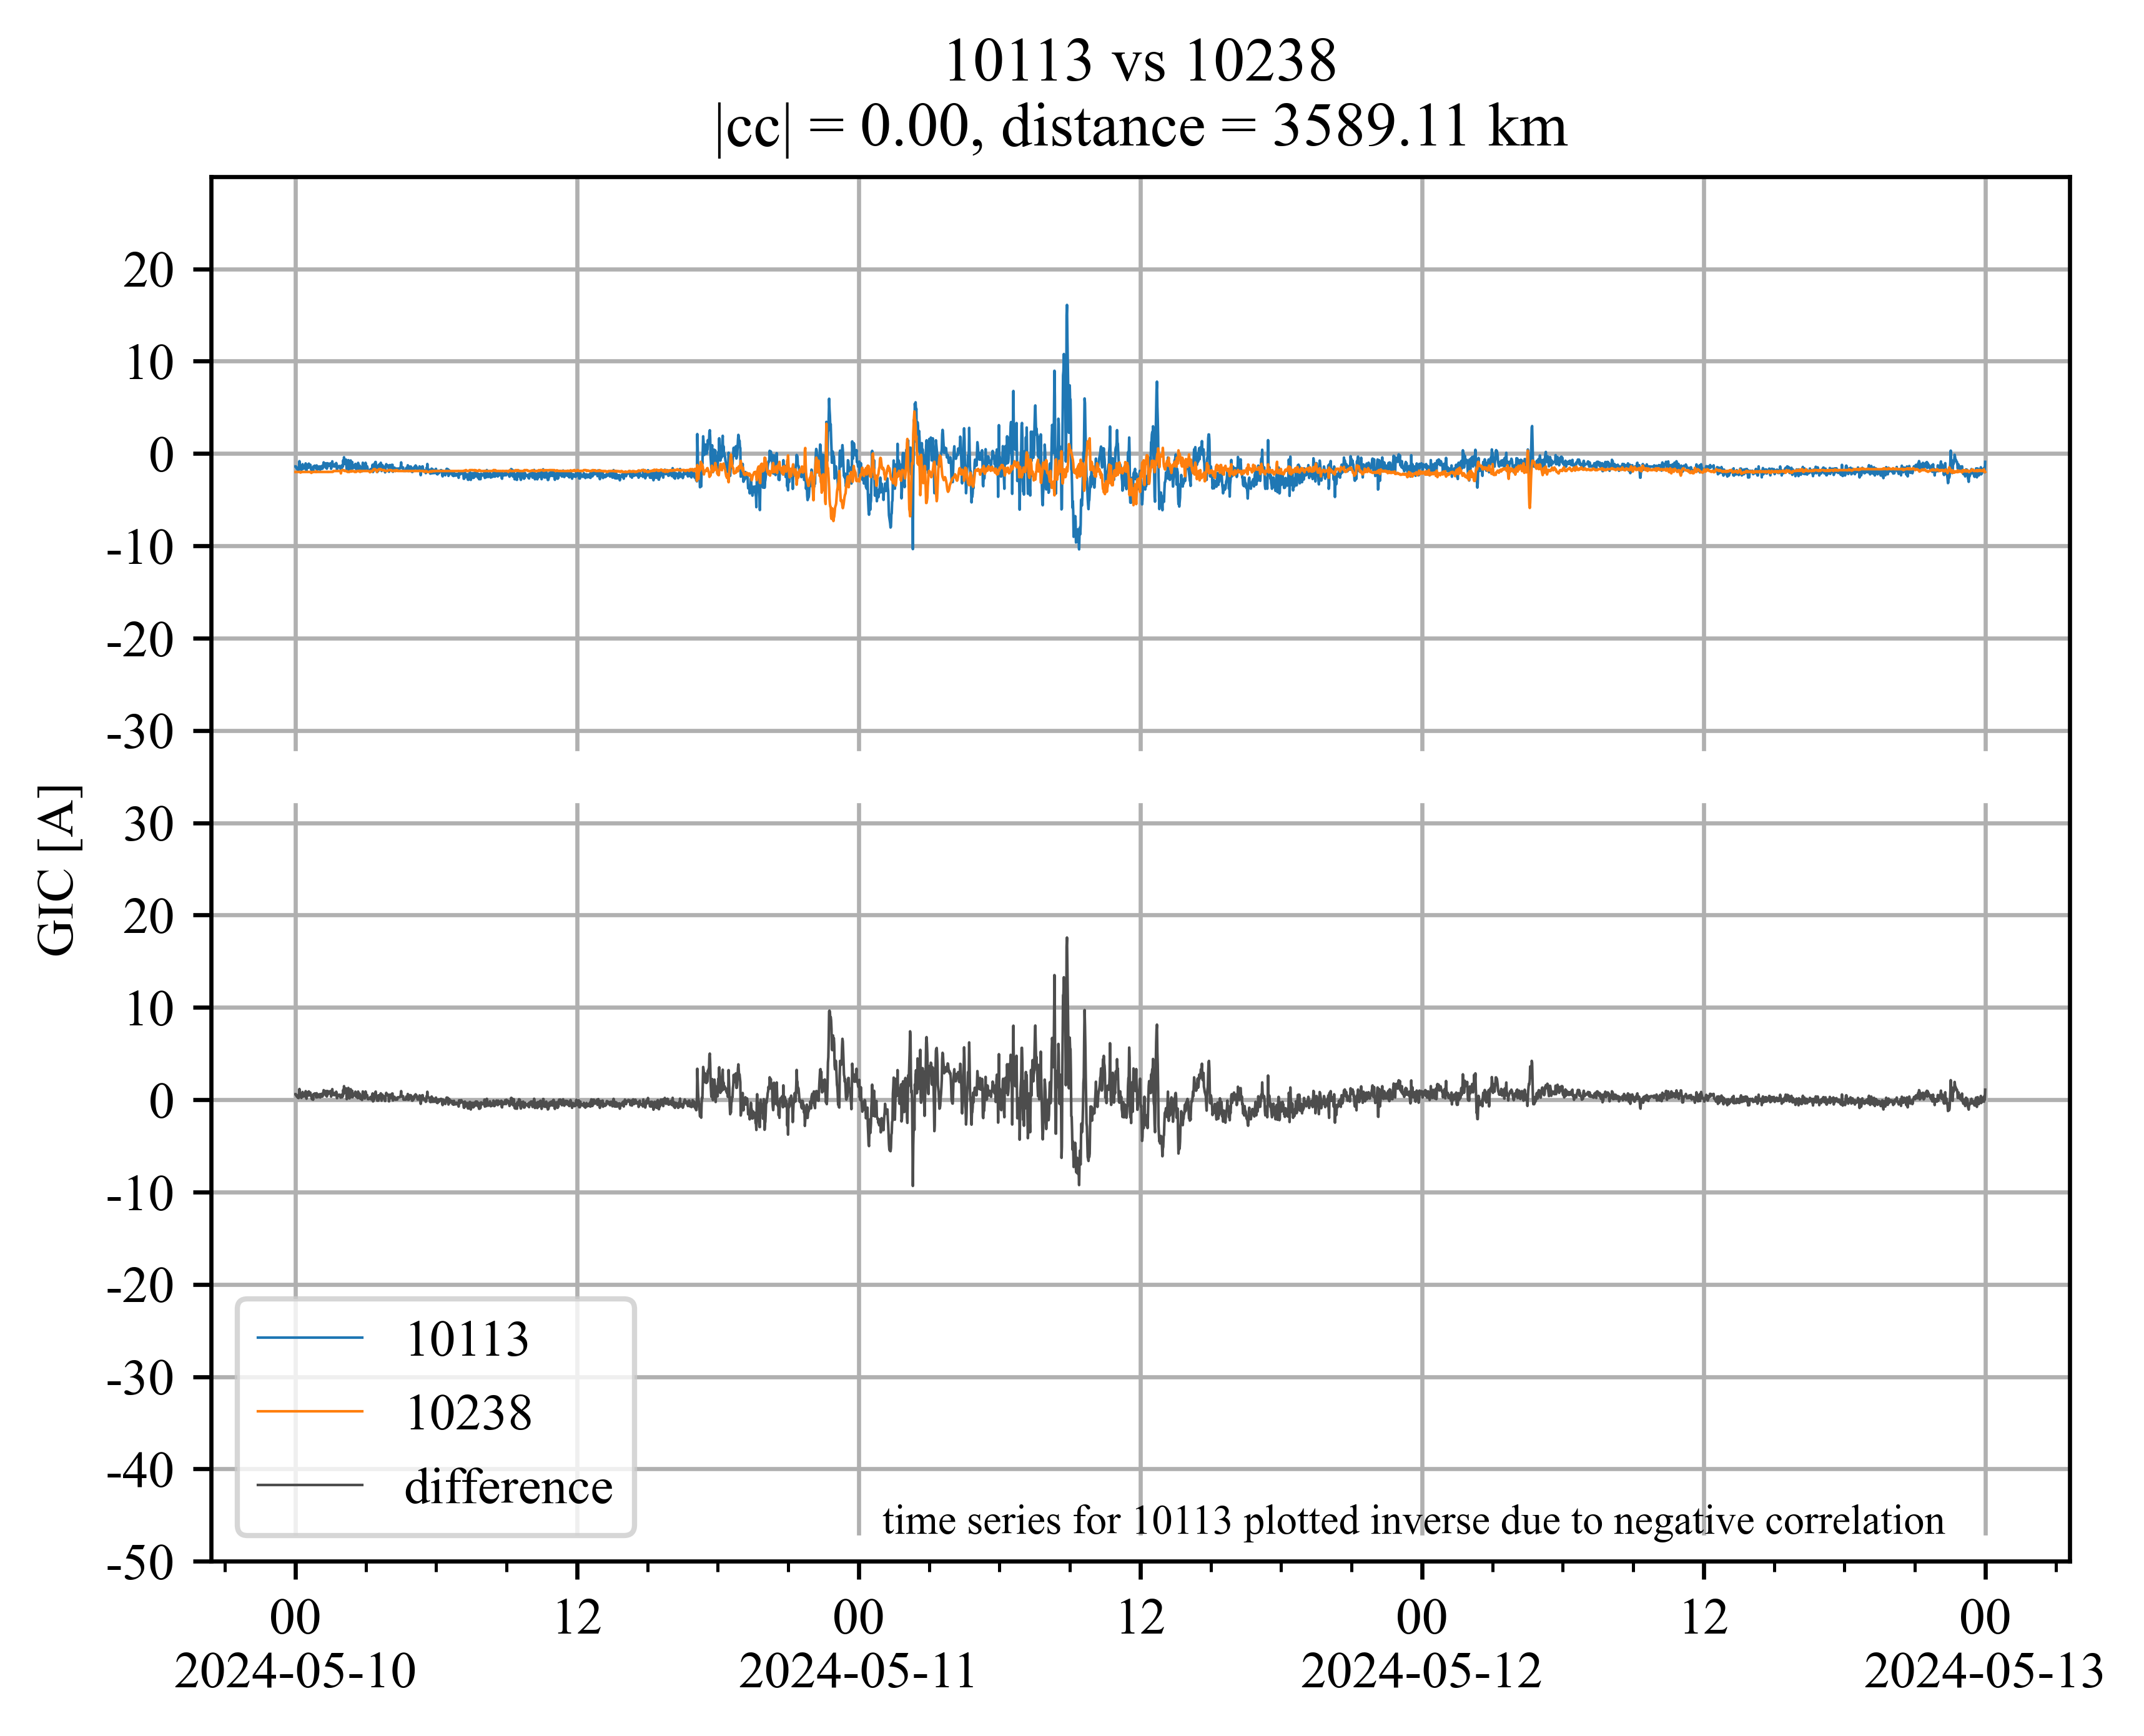 10113 vs 10238
|cc| = 0.00, distance = 3589.11 km
20
10
0
-10
-20
-30
30
20
10
0
-10
-20
-30
-40
-50
GIC [A]
10113
10238
difference
time series for 10113 plotted inverse due to negative correlation
00 12 00 12 00 12 00
2024-05-10 2024-05-11 2024-05-12 2024-05-13